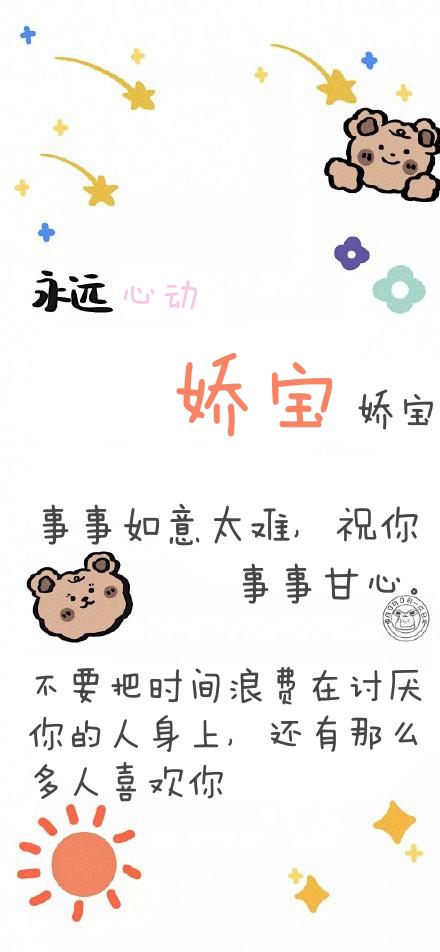 永远 心动
娇宝 娇宝
事事如意太难, 祝你
事事甘心。
不要把时间浪费在讨厌
你的人身上, 还有那么
多人喜欢你